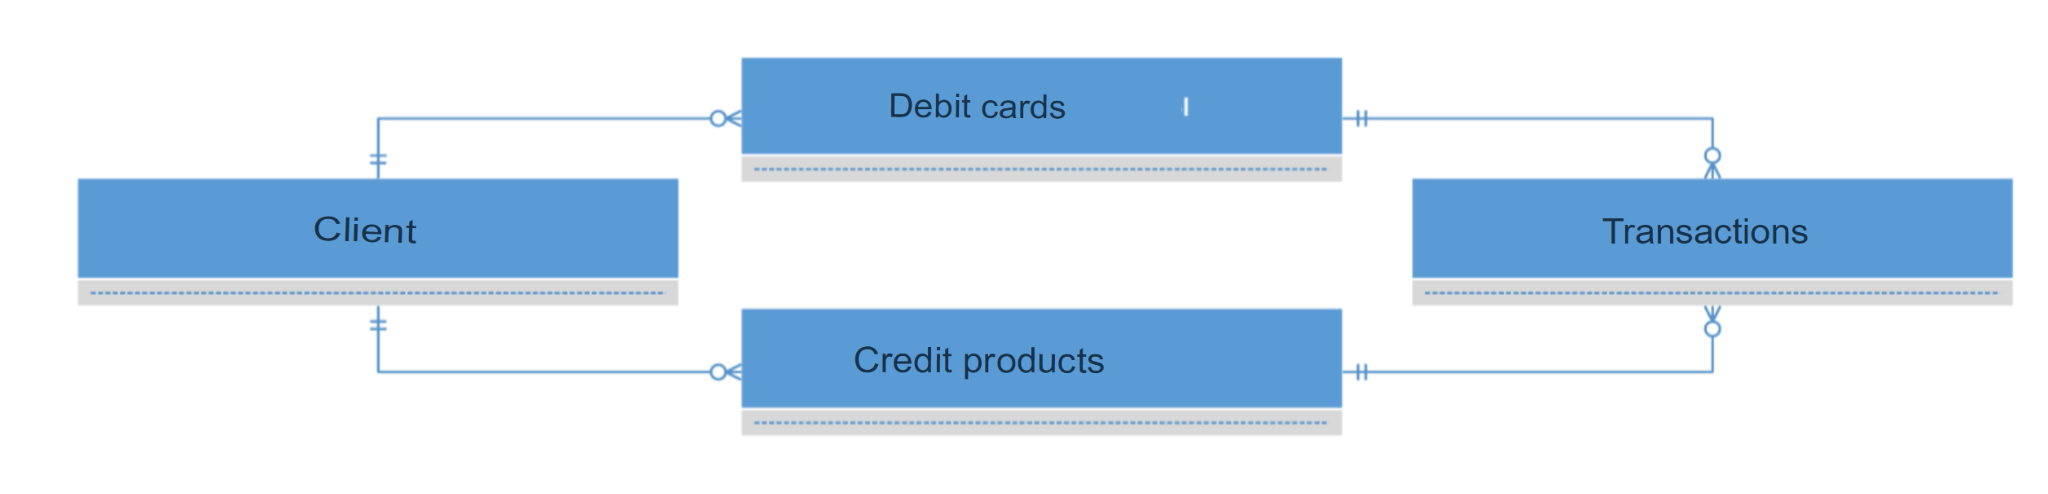 Debit cards
Client
Transactions
Credit products